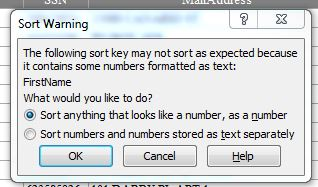 SSN MailAddress
Sort Warning
The following sort key may not sort as expected because
it contains some numbers formatted as text:
FirstName
What would you like to do?
Sort anything that looks like a number, as a number
Sort numbers and numbers stored as text separately
OK Cancel Help